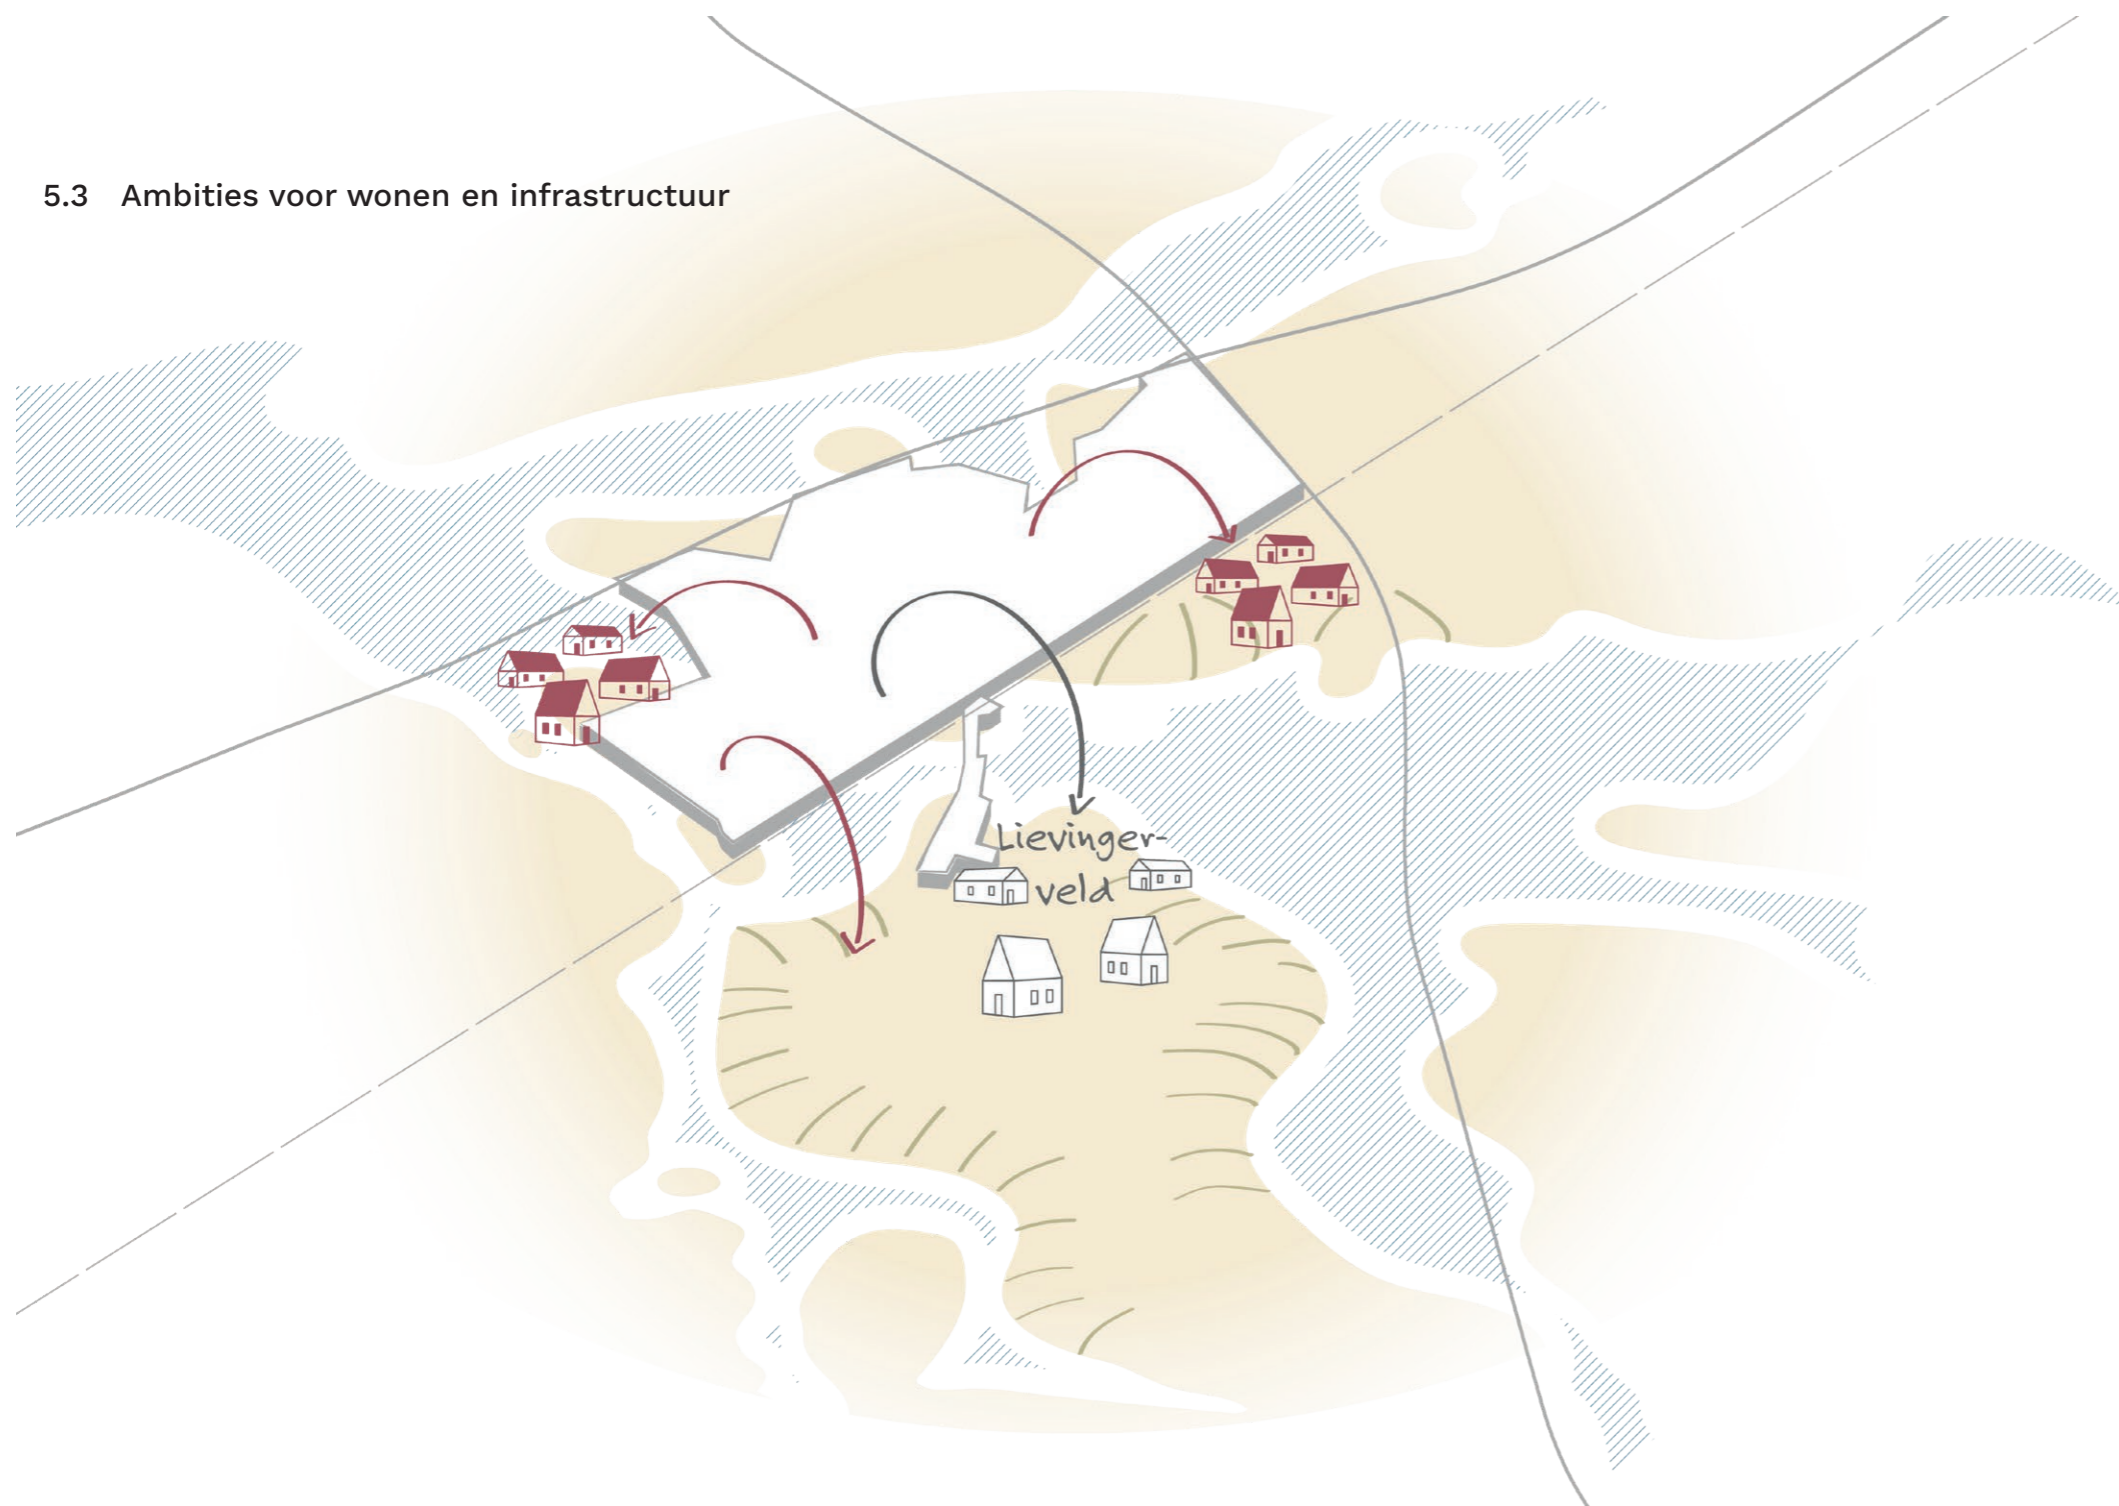 5.3 Ambities voor wonen en infrastructuur
Lievinger-
veld